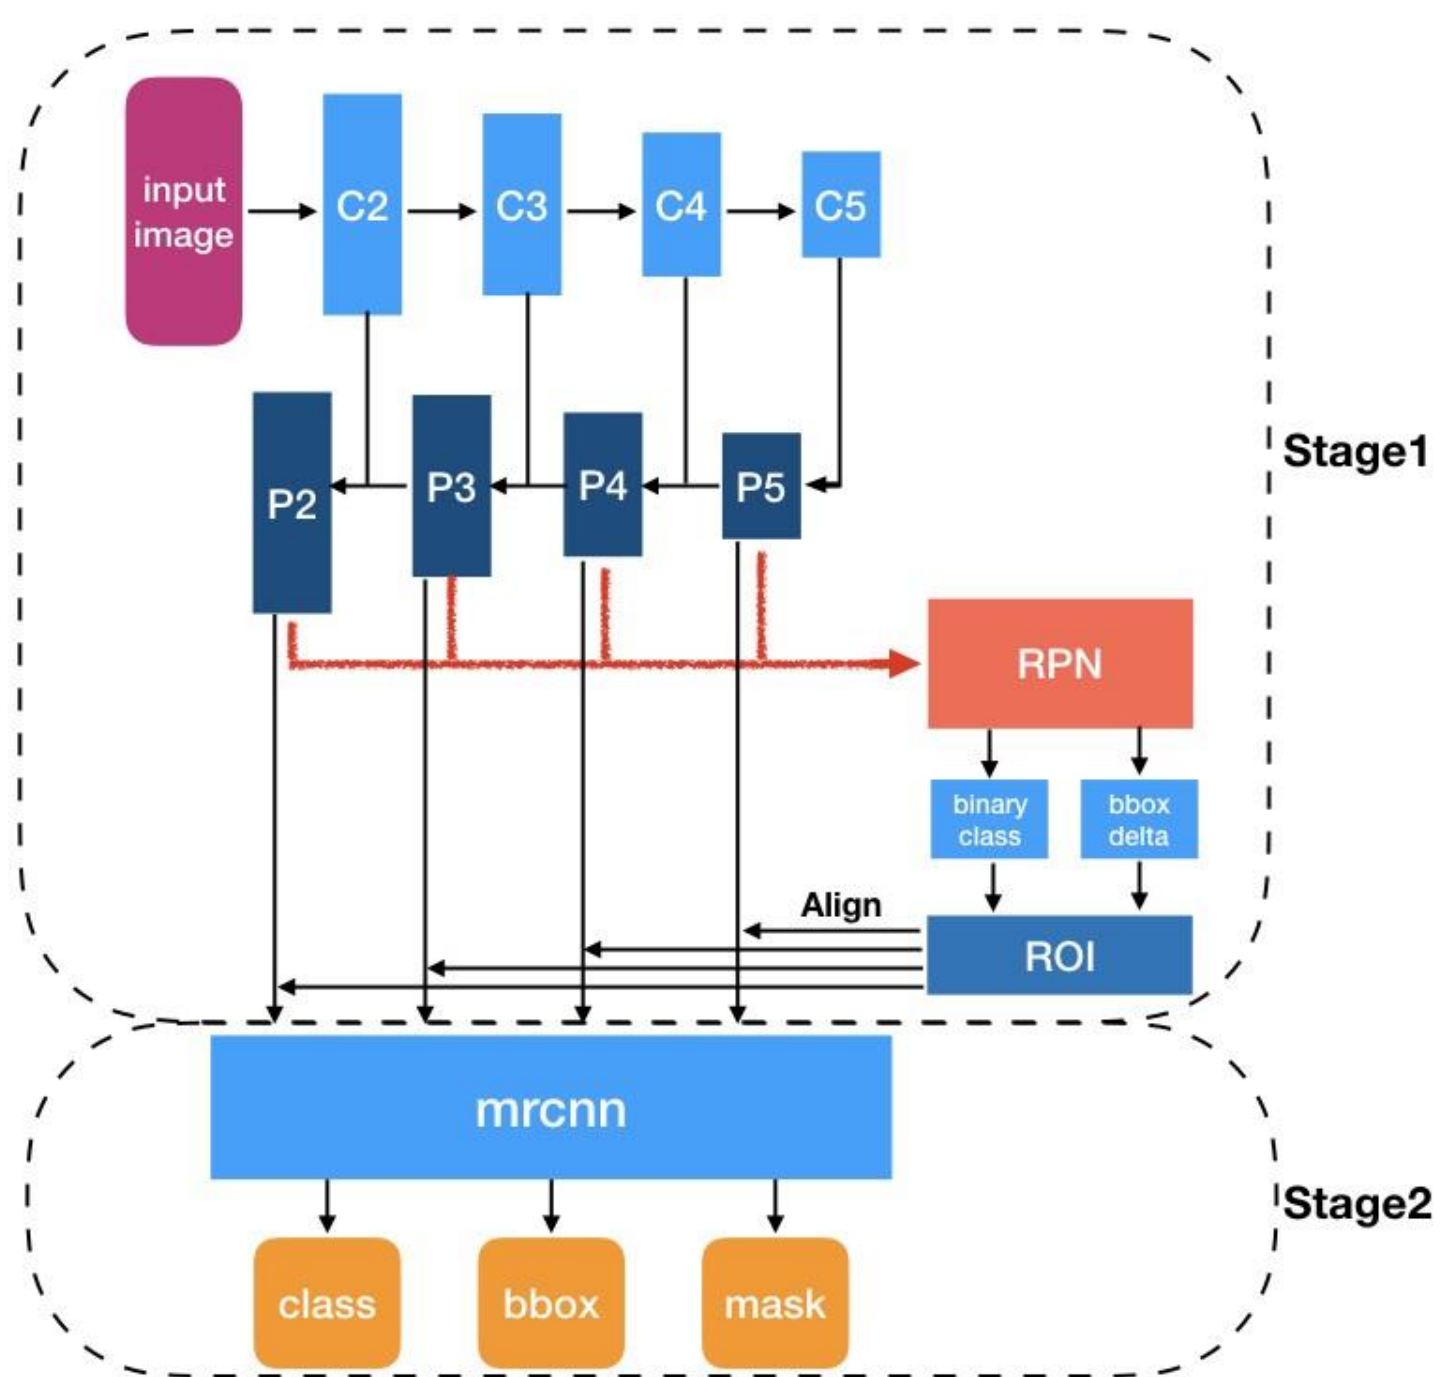 input
image
C2
C3
C4
C5
P2
P3
P4
P5
Stage1
RPN
binary
class
bbox
delta
Align
ROI
mrcnn
Stage2
class
bbox
mask